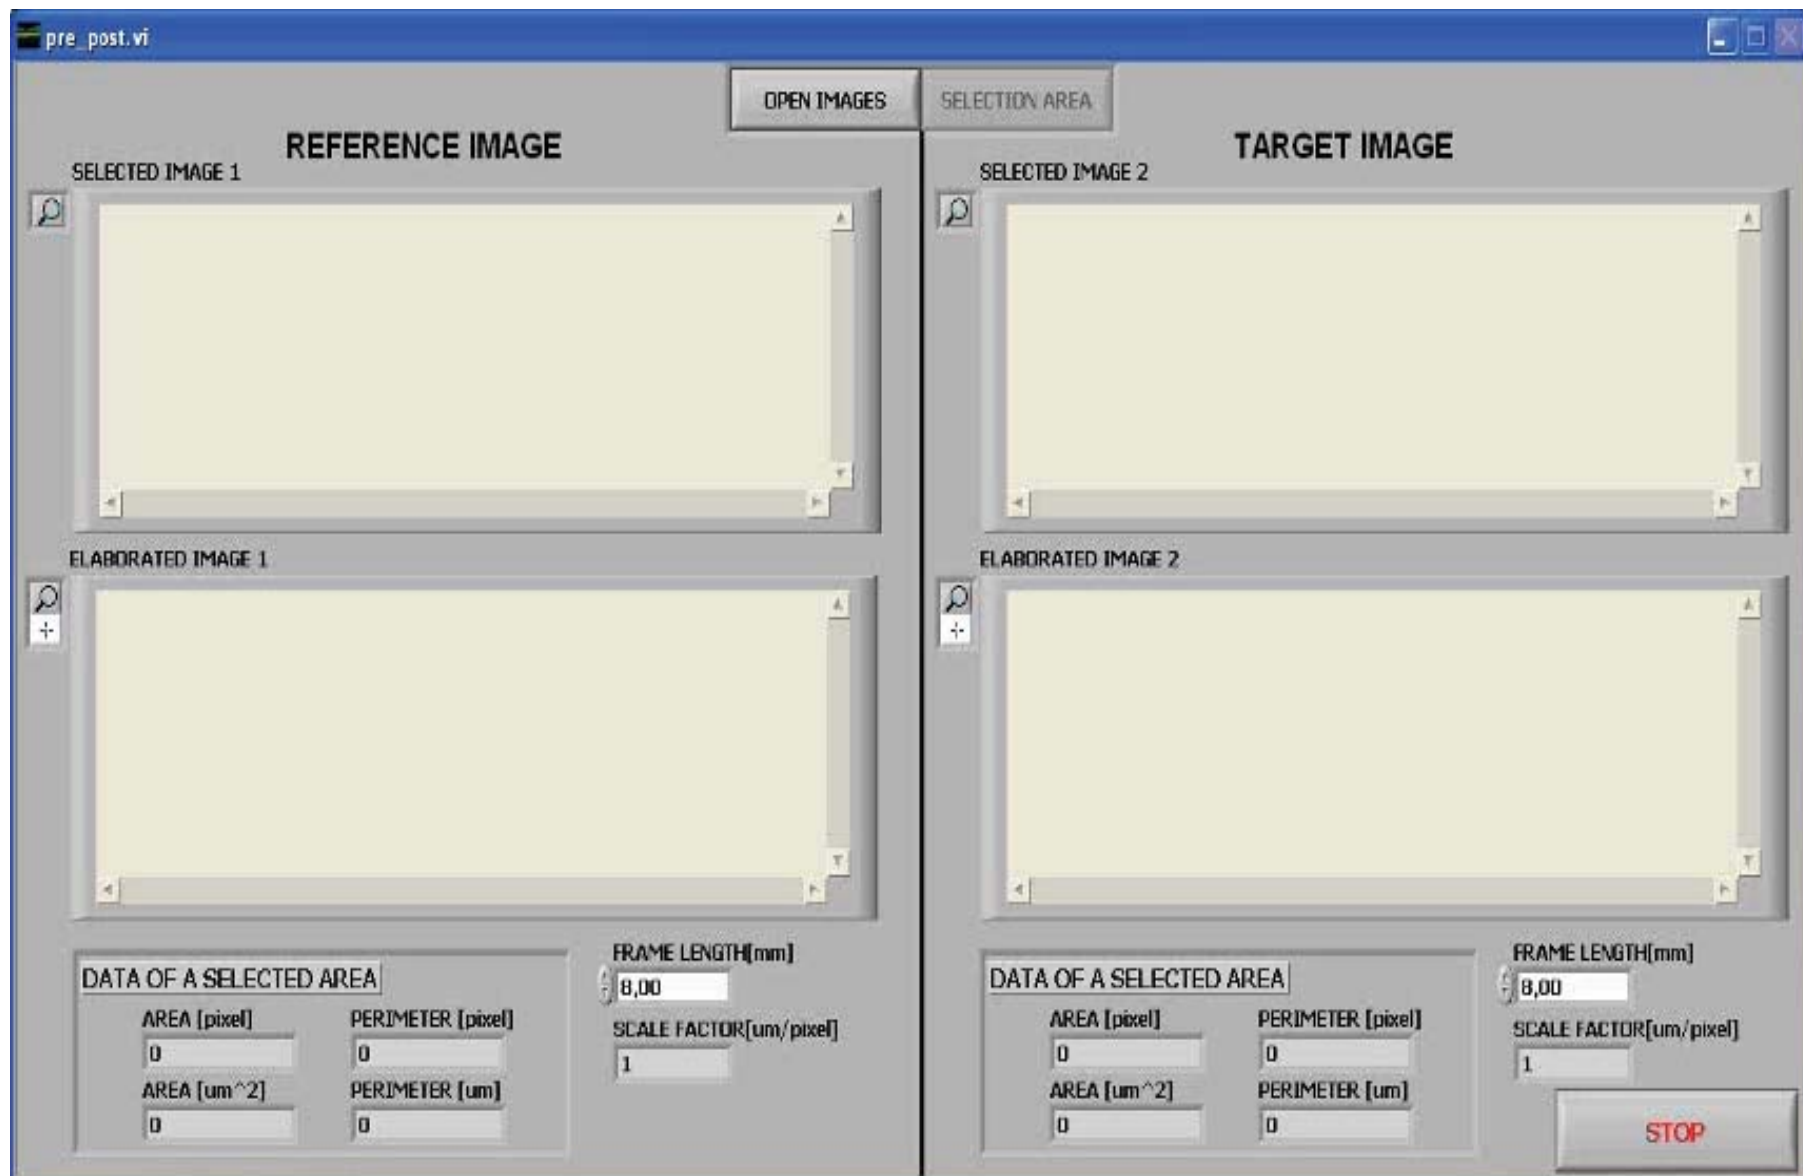 pre_post.vi
OPEN IMAGES
SELECTION AREA
REFERENCE IMAGE
SELECTED IMAGE 1
ELABORATED IMAGE 1
DATA OF A SELECTED AREA
AREA [pixel]
PERIMETER [pixel]
0
0
AREA [um^2]
PERIMETER [um]
0
0
FRAME LENGTH[mm]
8,00
SCALE FACTOR[um/pixel]
1
TARGET IMAGE
SELECTED IMAGE 2
ELABORATED IMAGE 2
DATA OF A SELECTED AREA
AREA [pixel]
PERIMETER [pixel]
0
0
AREA [um^2]
PERIMETER [um]
0
0
FRAME LENGTH[mm]
8,00
SCALE FACTOR[um/pixel]
1
STOP